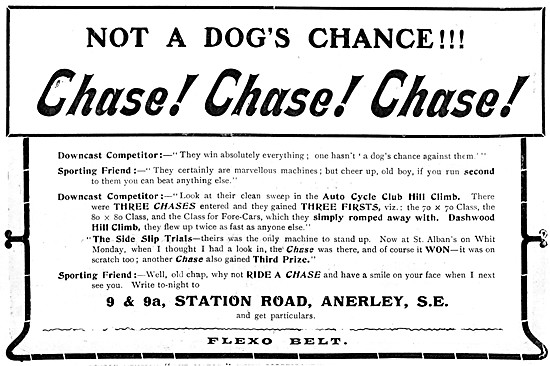 NOT A DOG'S CHANCE!!!
Chase! Chase! Chase!
Downcast Competitor:—"They win absolutely everything; one hasn't 'a dog's chance against them.'"
Sporting Friend:—"They certainly are marvellous machines; but cheer up, old boy, if you run second
to them you can beat anything else."
Downcast Competitor:—"Look at their clean sweep in the Auto Cycle Club Hill Climb. There
were THREE CHASES entered and they gained THREE FIRSTS, viz.: the 70 x 70 Class, the
80 x 80 Class, and the Class for Fore-Cars, which they simply romped away with. Dashwood
Hill Climb, they flew up twice as fast as anyone else."
"The Side Slip Trials—theirs was the only machine to stand up. Now at St. Alban's on Whit
Monday, when I thought I had a look in, the Chase was there, and of course it WON—it was on
scratch too; another Chase also gained Third Prize."
Sporting Friend:—Well, old chap, why not RIDE A CHASE and have a smile on your face when I next
see you. Write to-night to
9 & 9a, STATION ROAD, ANERLEY, S.E.
and get particulars.
FLEXO BELT.